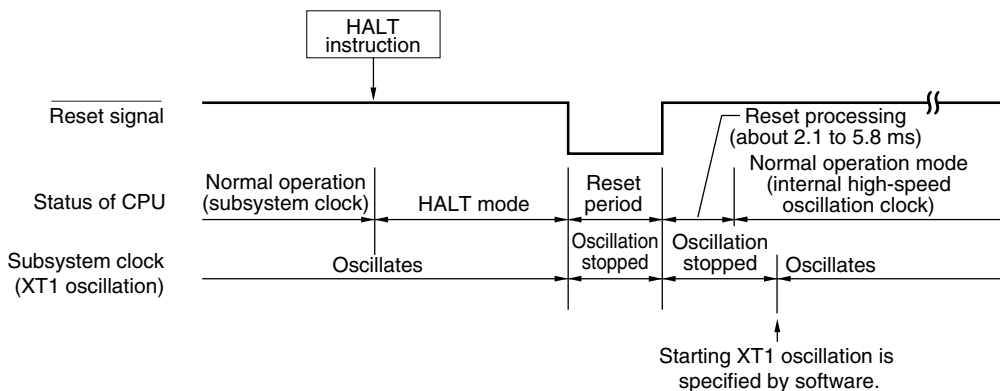 HALT
instruction
Reset signal
Reset processing
(about 2.1 to 5.8 ms)
Status of CPU
Normal operation
(subsystem clock)
HALT mode
Reset
period
Normal operation mode
(internal high-speed
oscillation clock)
Subsystem clock
(XT1 oscillation)
Oscillates
Oscillation
stopped
Oscillation
stopped
Oscillates
Starting XT1 oscillation is
specified by software.